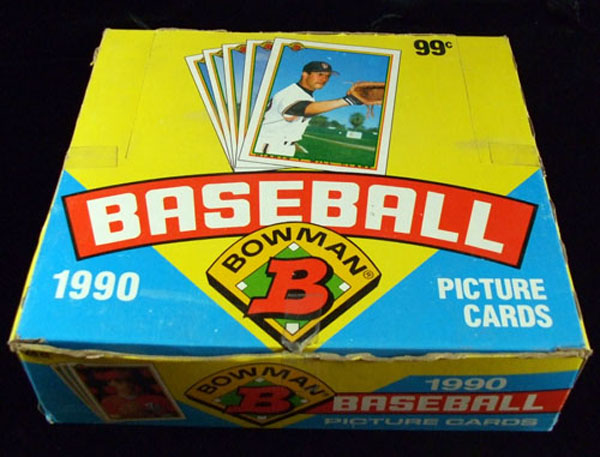 99¢
BASEBALL
BOWMAN®
B
1990
PICTURE
CARDS
BOWMAN
B
1990
BASEBALL
PICTURE CARDS